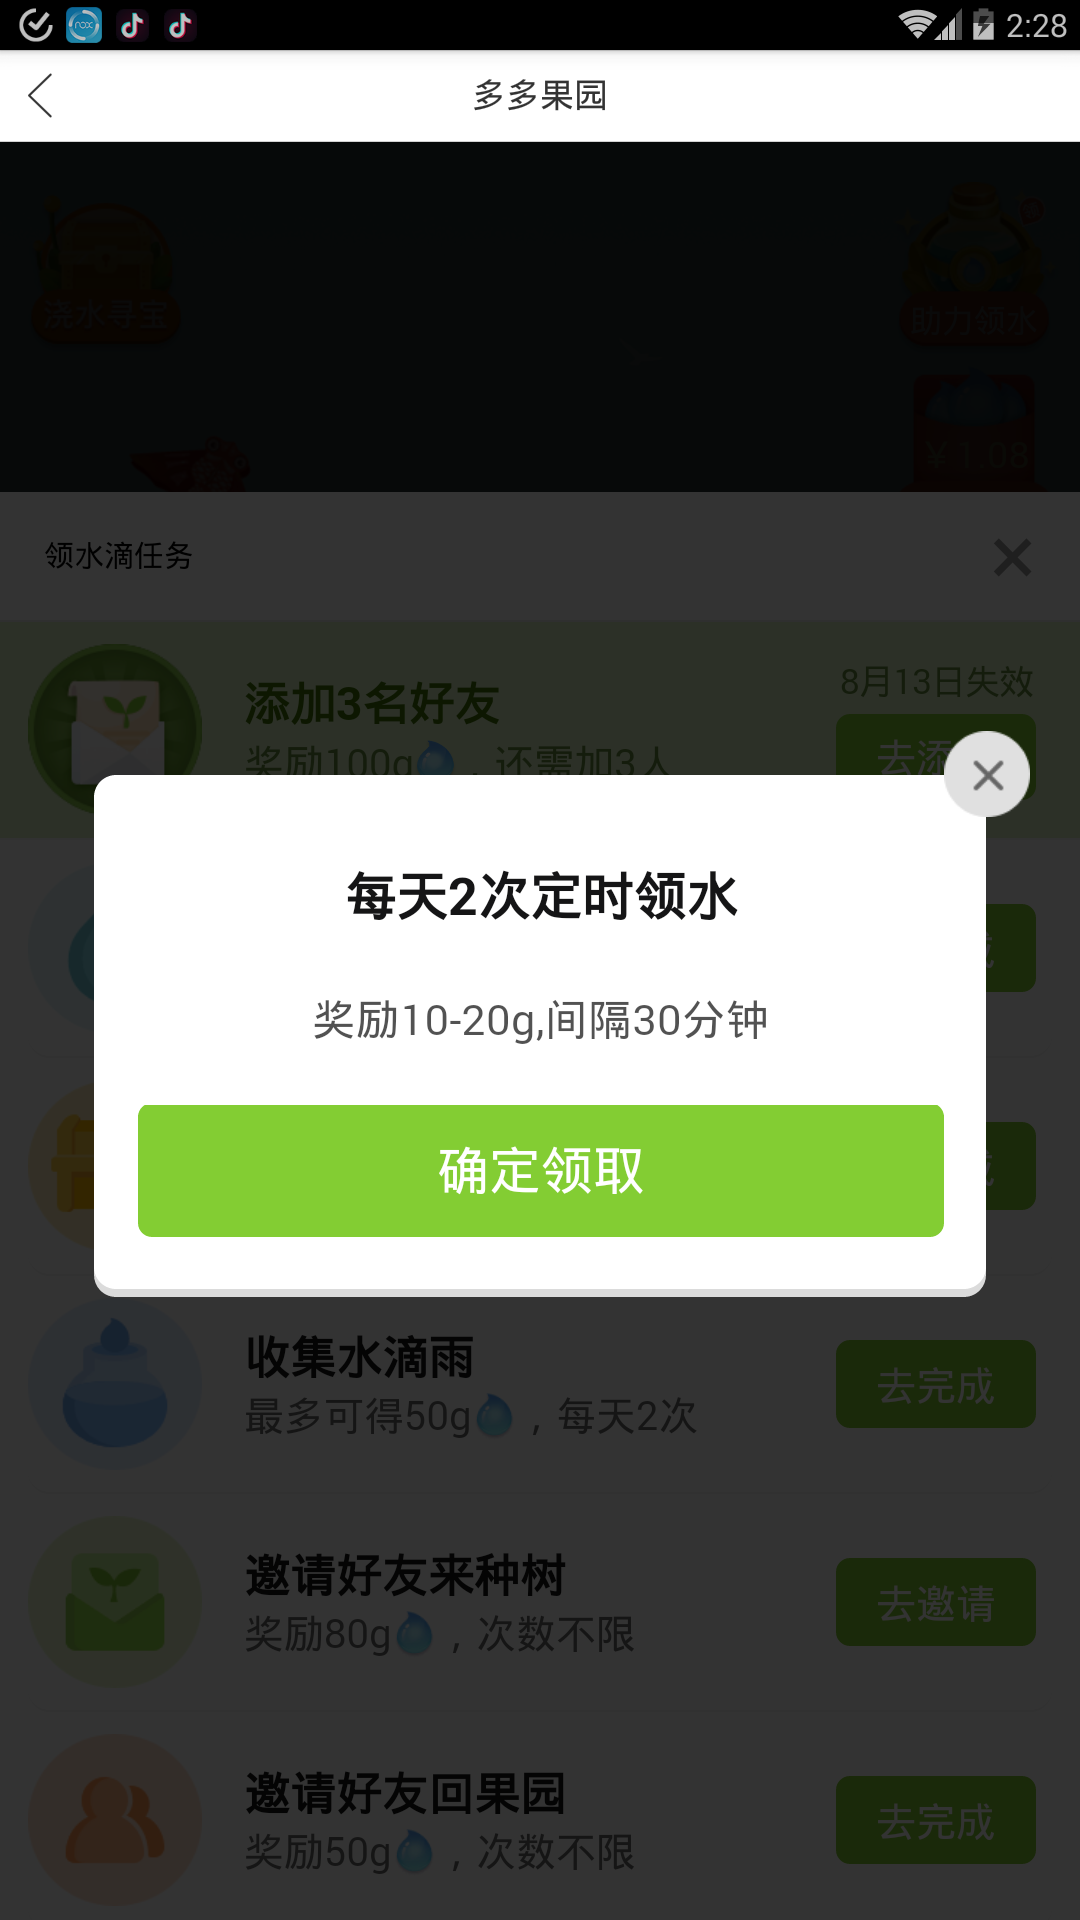 2:28
多多果园
浇水寻宝
助力领水
¥1.08
领水滴任务
8月13日失效
添加3名好友
奖励100g，还需加3人
去添
每天2次定时领水
奖励10-20g,间隔30分钟
确定领取
收集水滴雨
最多可得50g，每天2次
去完成
邀请好友来种树
奖励80g，次数不限
去邀请
邀请好友回果园
奖励50g，次数不限
去完成